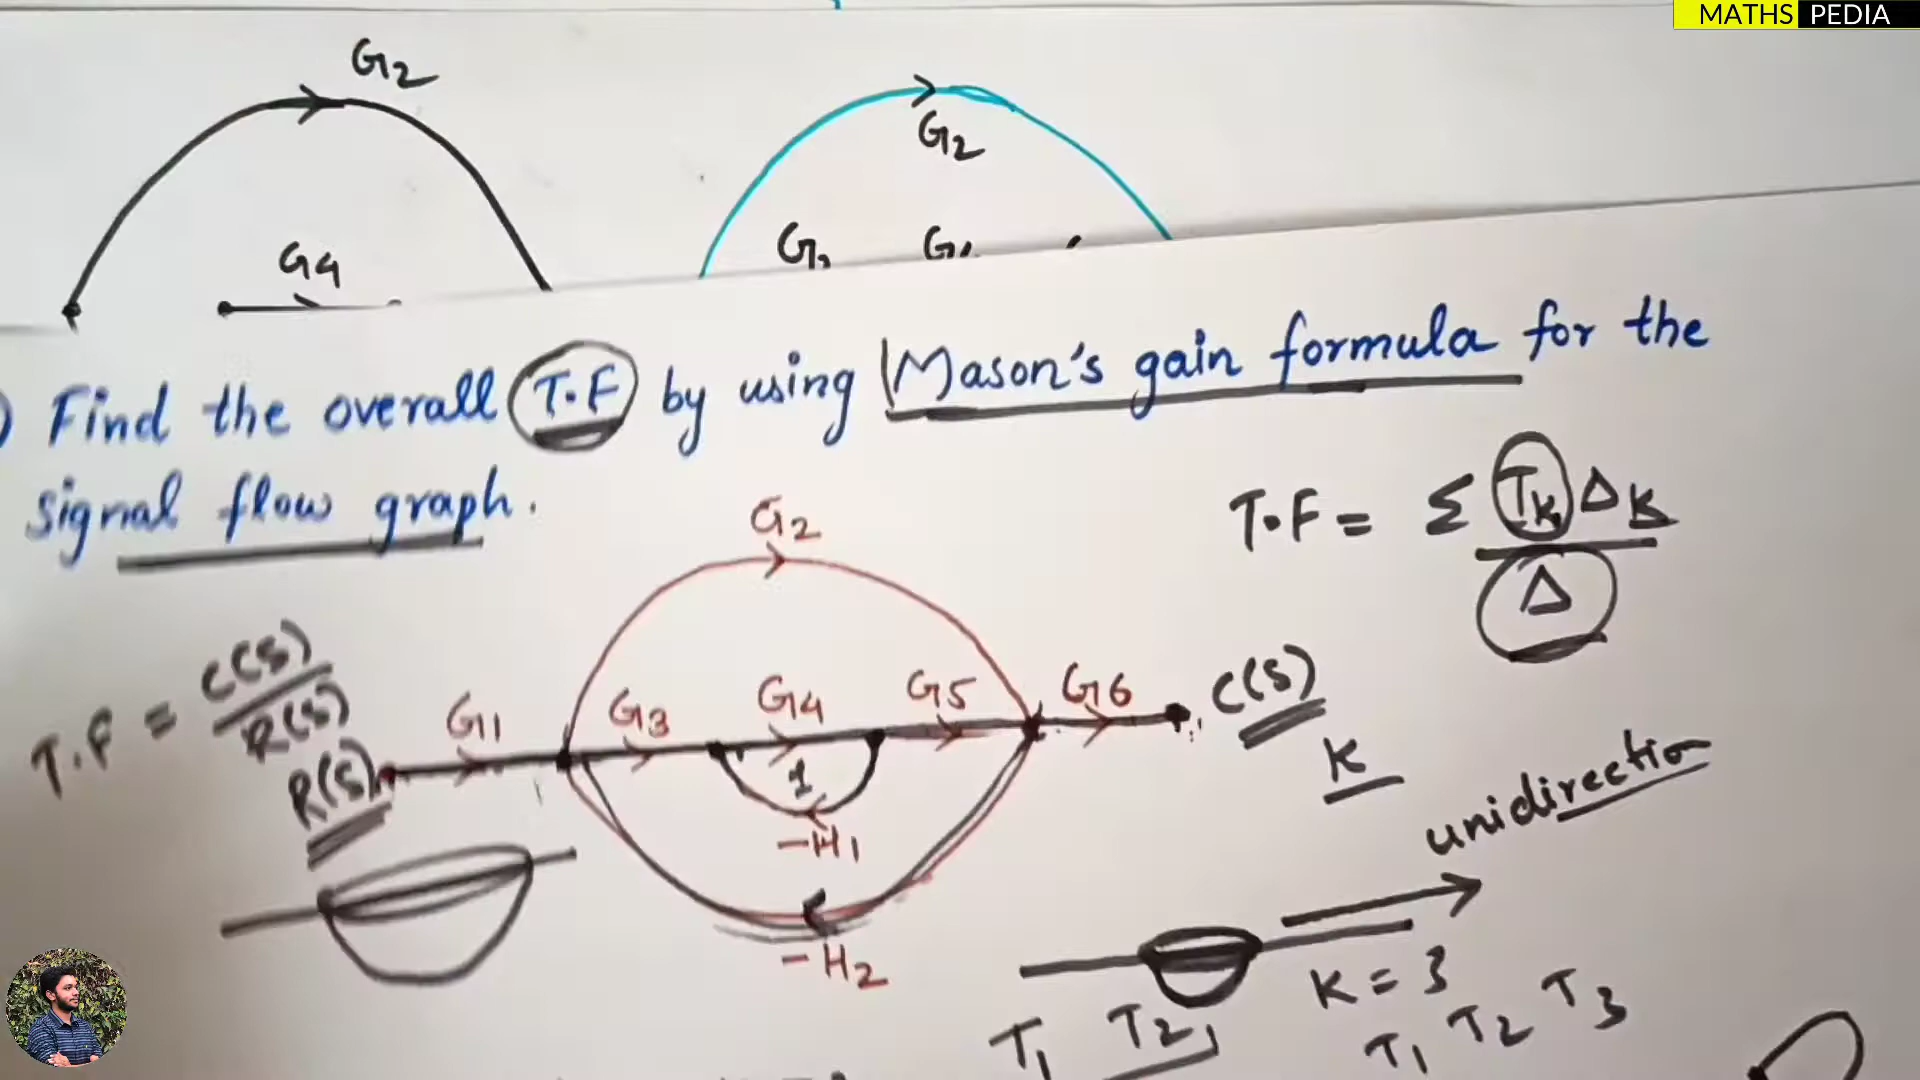 MATHS PEDIA
G2
G2
G4
Find the overall T.F by using Mason's gain formula for the
signal flow graph.
T.F = Σ Tk Δk
Δ
G2
T.F = C(S)
R(S)
R(S)
G1
G3
G4
G5
G6
C(S)
1
-H1
-H2
K
unidirection
K = 3
T1 T2
T1 T2 T3